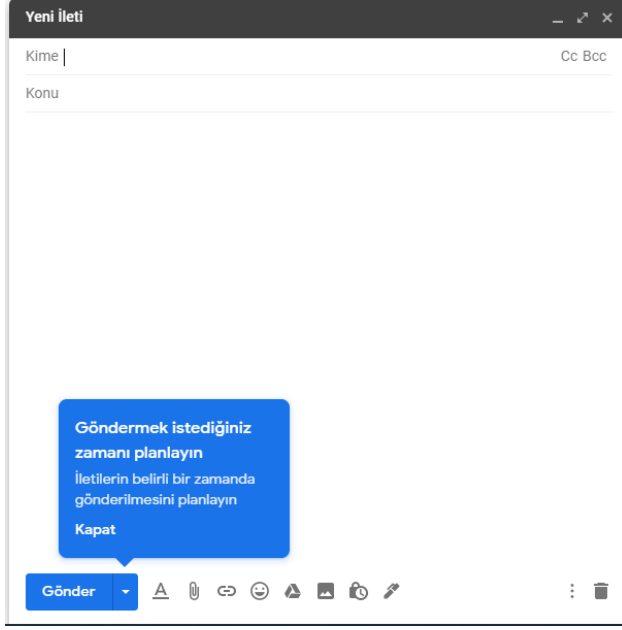 Yeni İleti
Kime Cc Bcc
Konu
Göndermek istediğiniz
zamanı planlayın
İletilerin belirli bir zamanda
gönderilmesini planlayın
Kapat
Gönder A